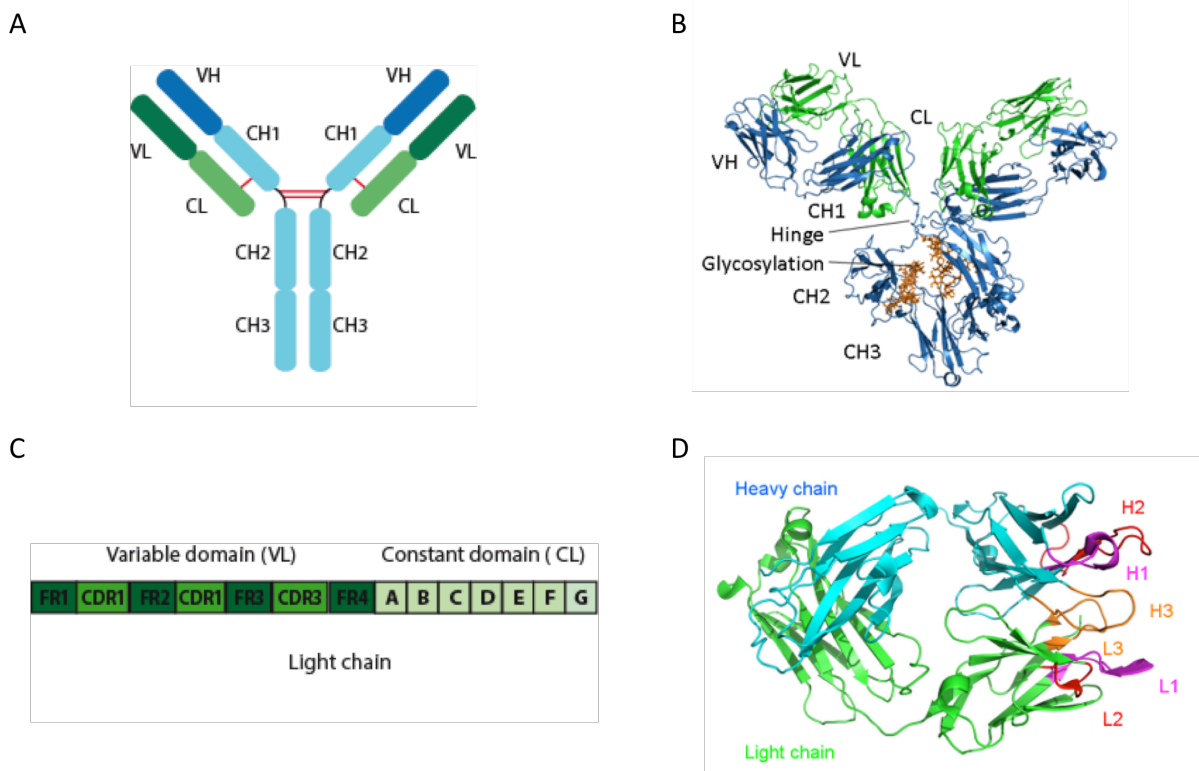 A
VH
VH
CH1
CH1
VL
VL
CL
CL
CH2
CH2
CH3
CH3
B
VL
CL
VH
CH1
Hinge
Glycosylation
CH2
CH3
C
Variable domain (VL)
Constant domain ( CL)
FR1 CDR1 FR2 CDR1 FR3 CDR3 FR4 A B C D E F G
Light chain
D
Heavy chain
H2
H1
H3
L3
L1
L2
Light chain